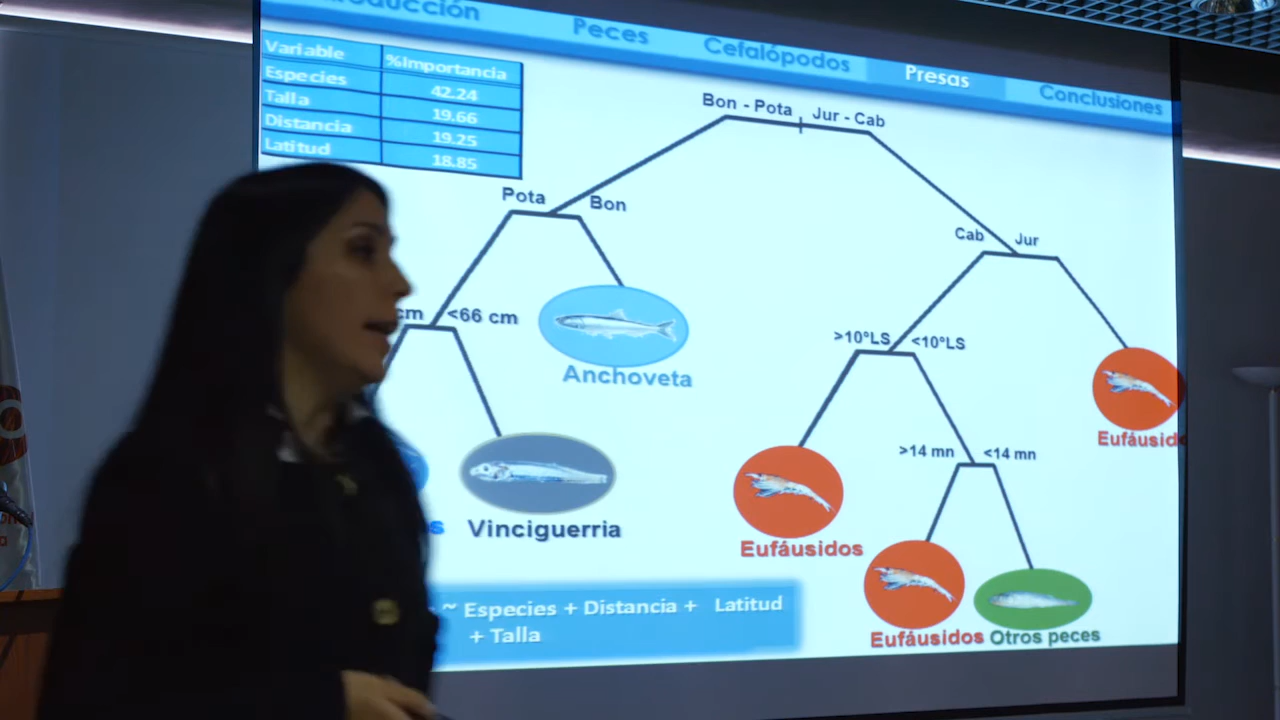 Peces
Cefalópodos
Presas
Conclusiones
Variable %Importancia
Especies 42.24
Talla 19.66
Distancia 19.25
Latitud 18.85
Bon - Pota Jur - Cab
Pota Bon
Cab Jur
cm <66 cm
>10°LS <10°LS
Anchoveta
Eufáusid
>14 mn <14 mn
Vinciguerria
Eufáusidos
~ Especies + Distancia + Latitud
+ Talla
Eufáusidos Otros peces